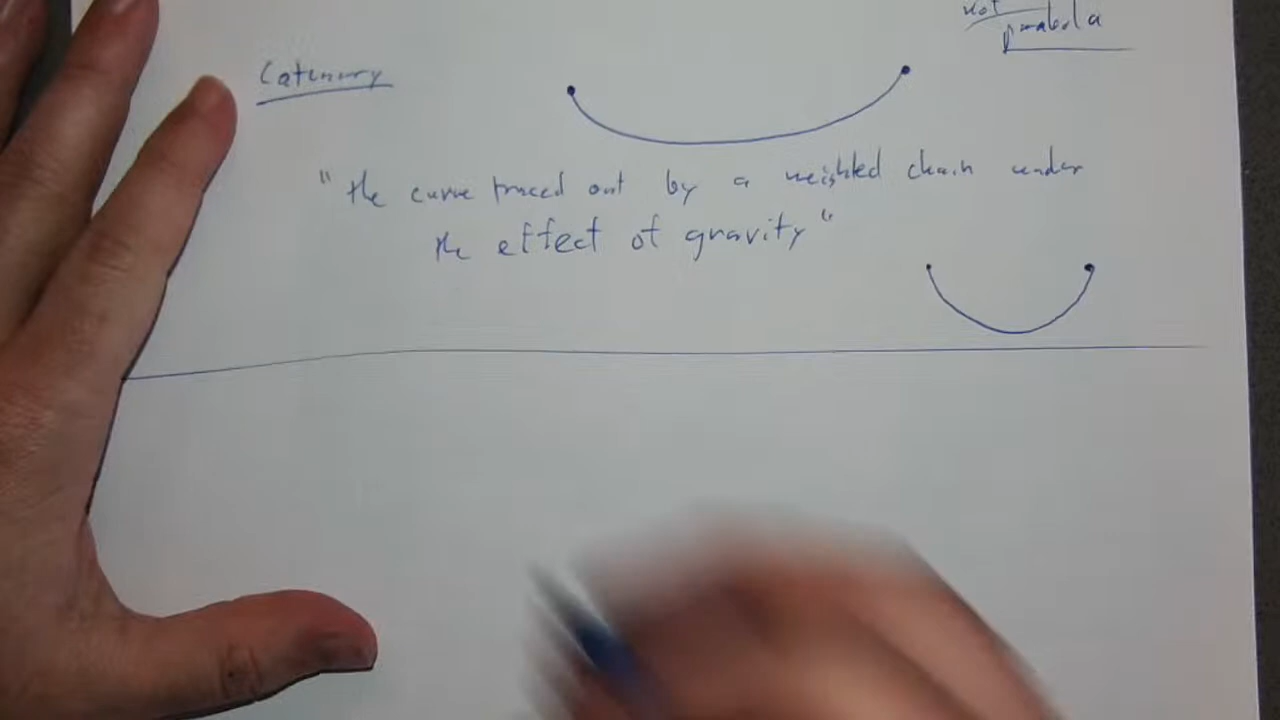 not
parabola
Catenary
"the curve traced out by a weighted chain under
the effect of gravity"